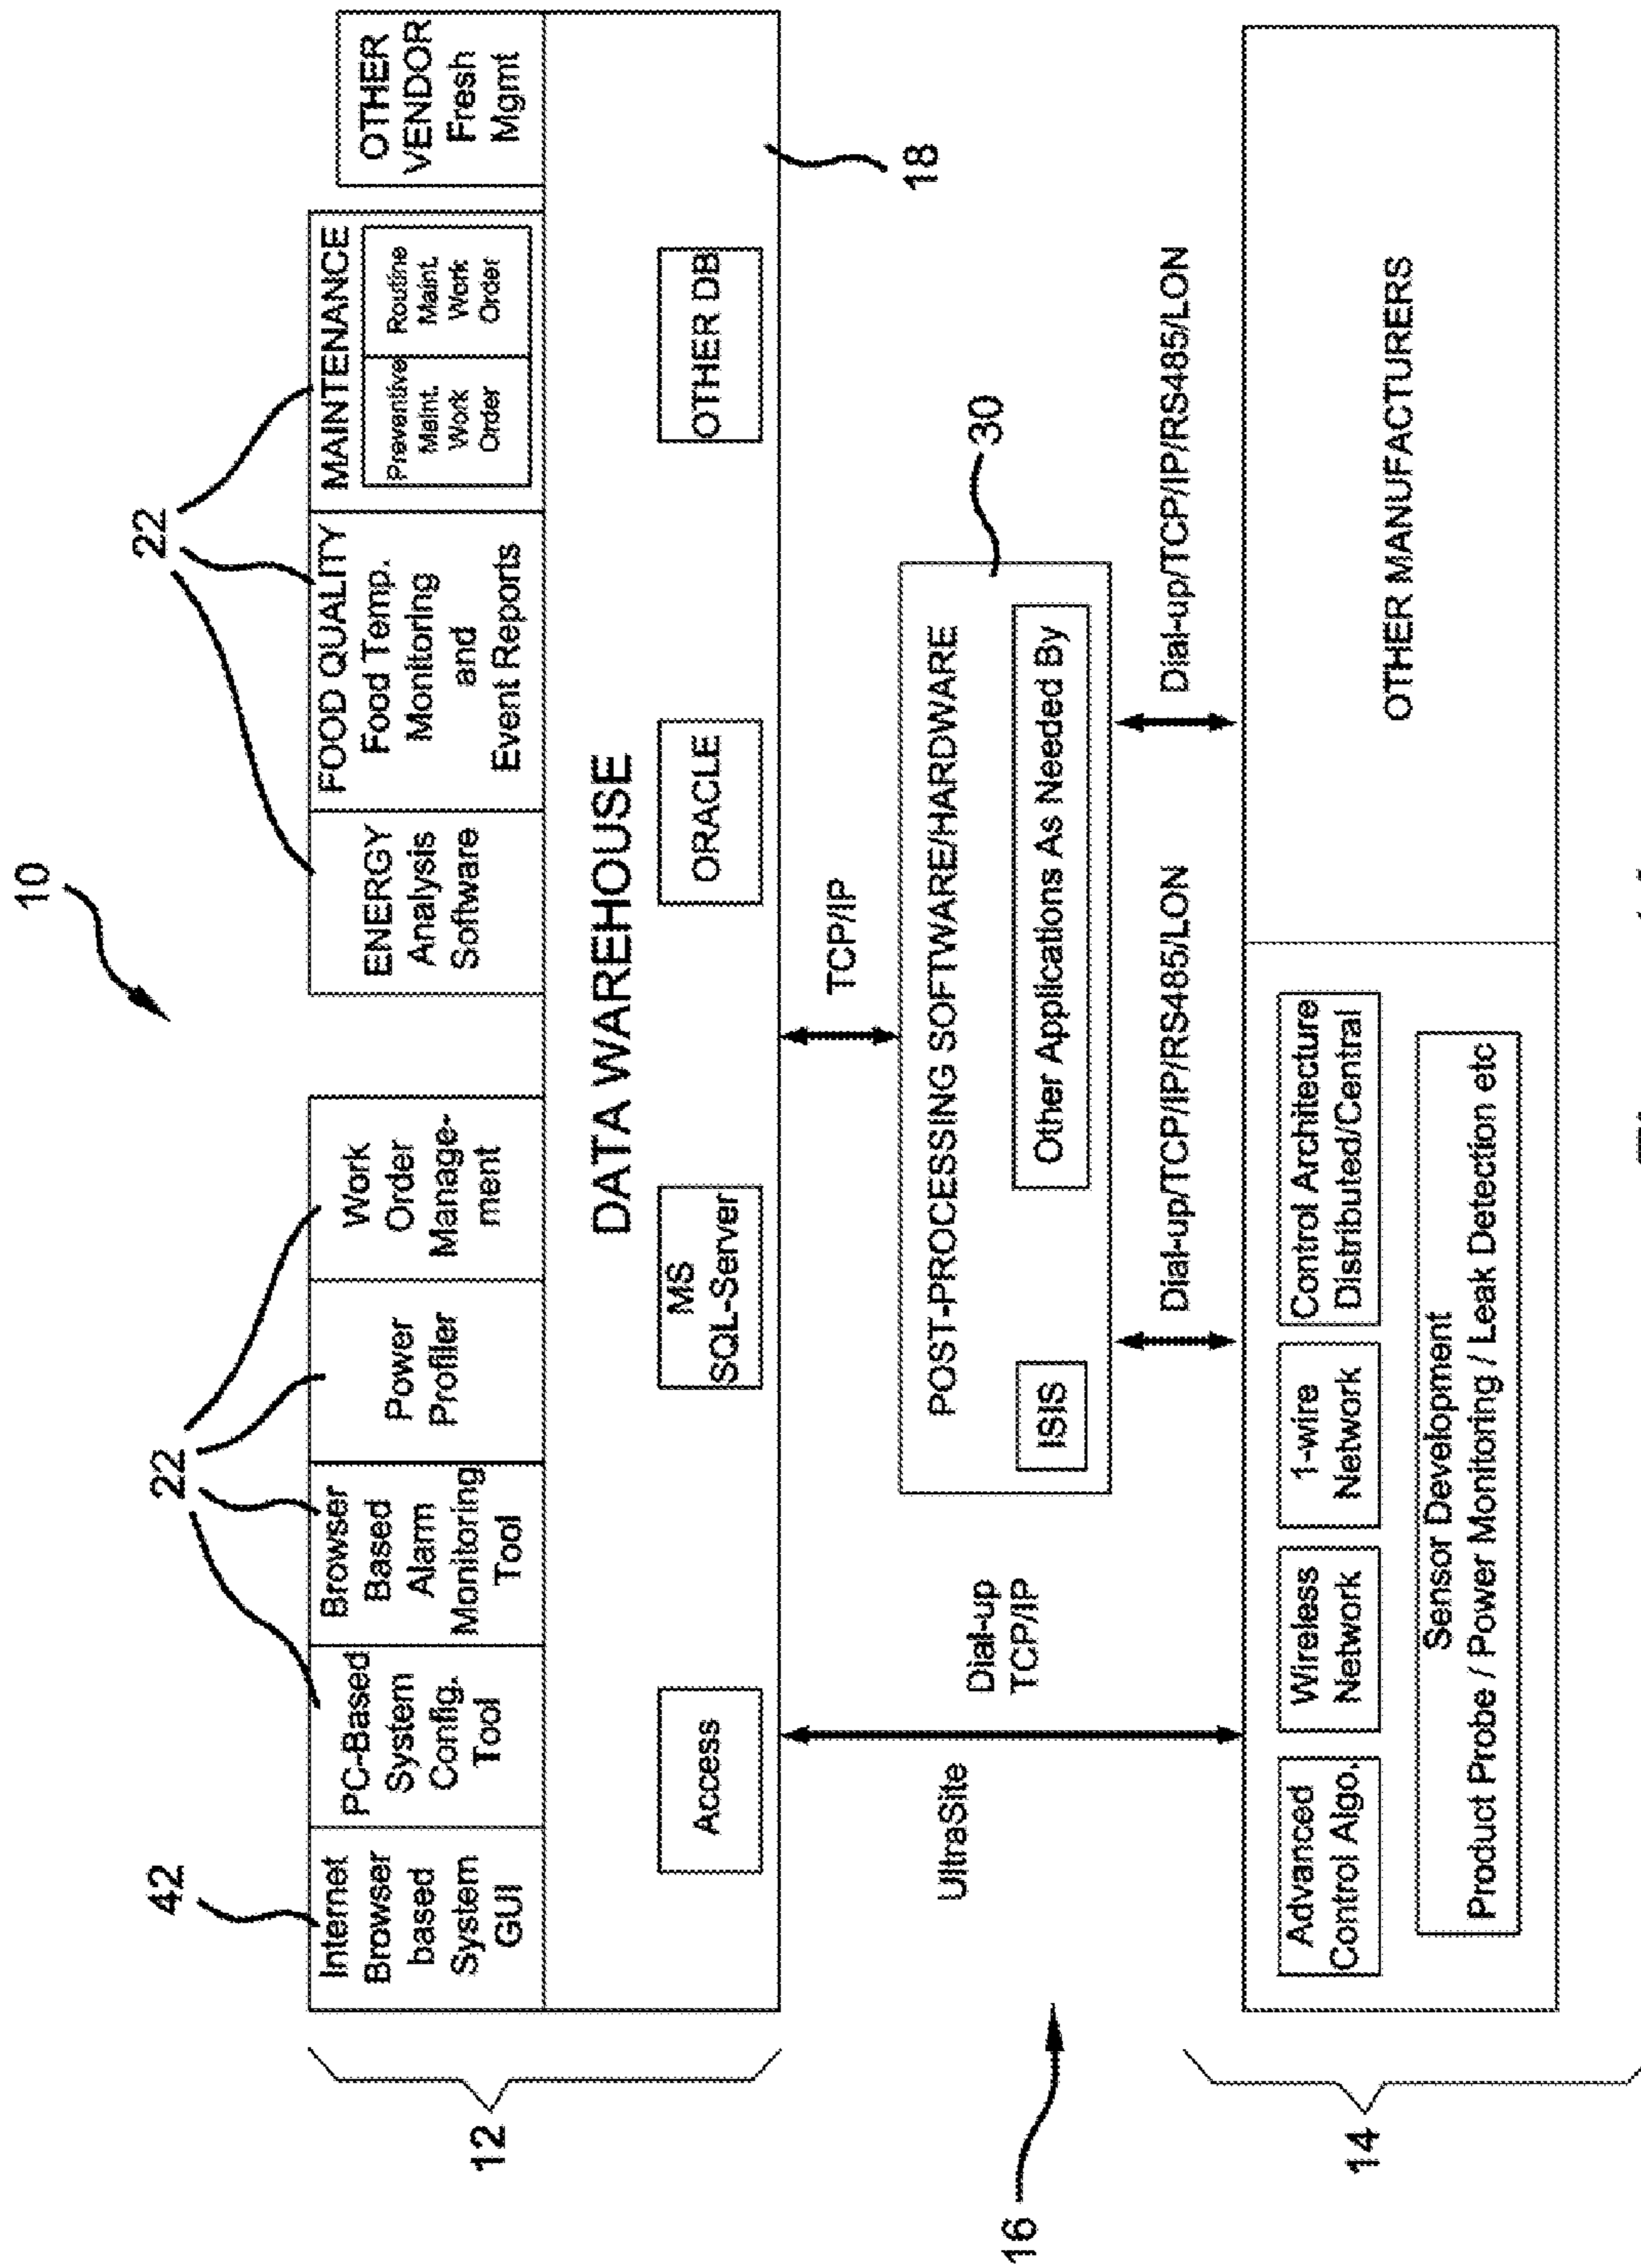 10
42
22
22
Internet
Browser
based
System
GUI
PC-Based
System
Config.
Tool
Browser
Based
Alarm
Monitoring
Tool
Power
Profiler
Work
Order
Manage-
ment
ENERGY
Analysis
Software
FOOD QUALITY
Food Temp.
Monitoring
and
Event Reports
MAINTENANCE
Preventive
Maint.
Work
Order
Routine
Maint.
Work
Order
OTHER
VENDOR
Fresh
Mgmt
12
DATA WAREHOUSE
Access
MS
SQL-Server
ORACLE
OTHER DB
18
UltraSite
Dial-up
TCP/IP
TCP/IP
16
POST-PROCESSING SOFTWARE/HARDWARE
ISIS
Other Applications As Needed By
30
Dial-up/TCP/IP/RS485/LON
Dial-up/TCP/IP/RS485/LON
14
Advanced
Control Algo.
Wireless
Network
1-wire
Network
Control Architecture
Distributed/Central
Sensor Development
Product Probe / Power Monitoring / Leak Detection etc
OTHER MANUFACTURERS